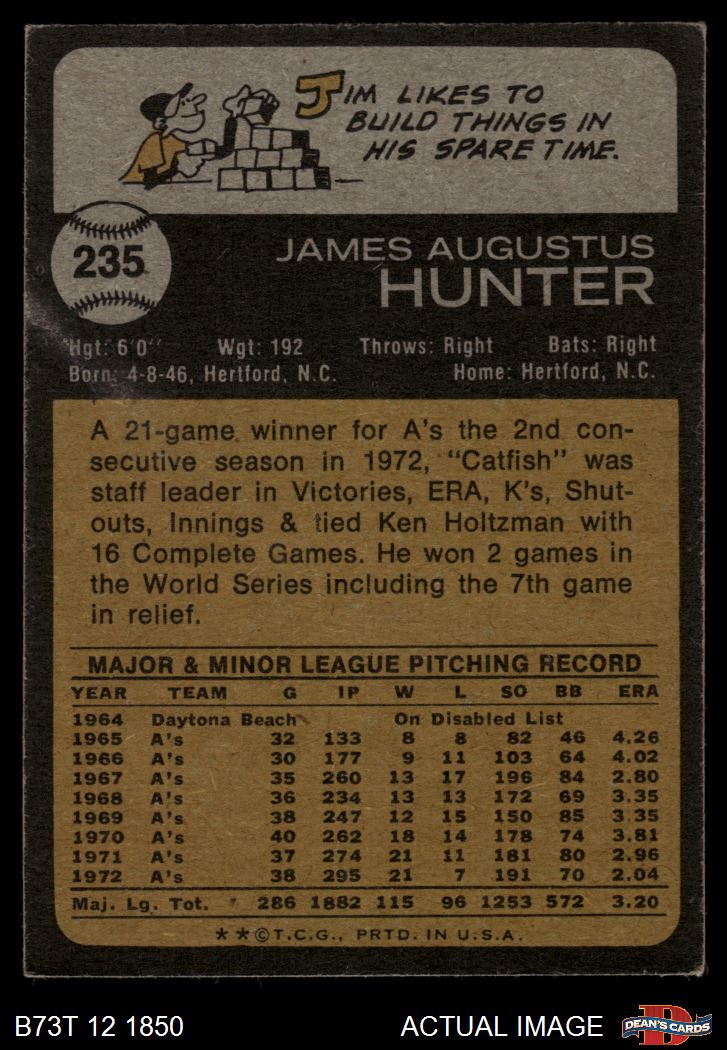 JIM LIKES TO
BUILD THINGS IN
HIS SPARE TIME.
235
JAMES AUGUSTUS
HUNTER
Hgt: 6'0" Wgt: 192 Throws: Right Bats: Right
Born: 4-8-46, Hertford, N.C. Home: Hertford, N.C.
A 21-game winner for A's the 2nd con-
secutive season in 1972, "Catfish" was
staff leader in Victories, ERA, K's, Shut-
outs, Innings & tied Ken Holtzman with
16 Complete Games. He won 2 games in
the World Series including the 7th game
in relief.
MAJOR & MINOR LEAGUE PITCHING RECORD
YEAR TEAM G IP W L SO BB ERA
1964 Daytona Beach On Disabled List
1965 A's 32 133 8 8 82 46 4.26
1966 A's 30 177 9 11 103 64 4.02
1967 A's 35 260 13 17 196 84 2.80
1968 A's 36 234 13 13 172 69 3.35
1969 A's 38 247 12 15 150 85 3.35
1970 A's 40 262 18 14 178 74 3.81
1971 A's 37 274 21 11 181 80 2.96
1972 A's 38 295 21 7 191 70 2.04
Maj. Lg. Tot. 286 1882 115 96 1253 572 3.20
**©T.C.G., PRTD. IN U.S.A.
B73T 12 1850 ACTUAL IMAGE D DEAN'S CARDS